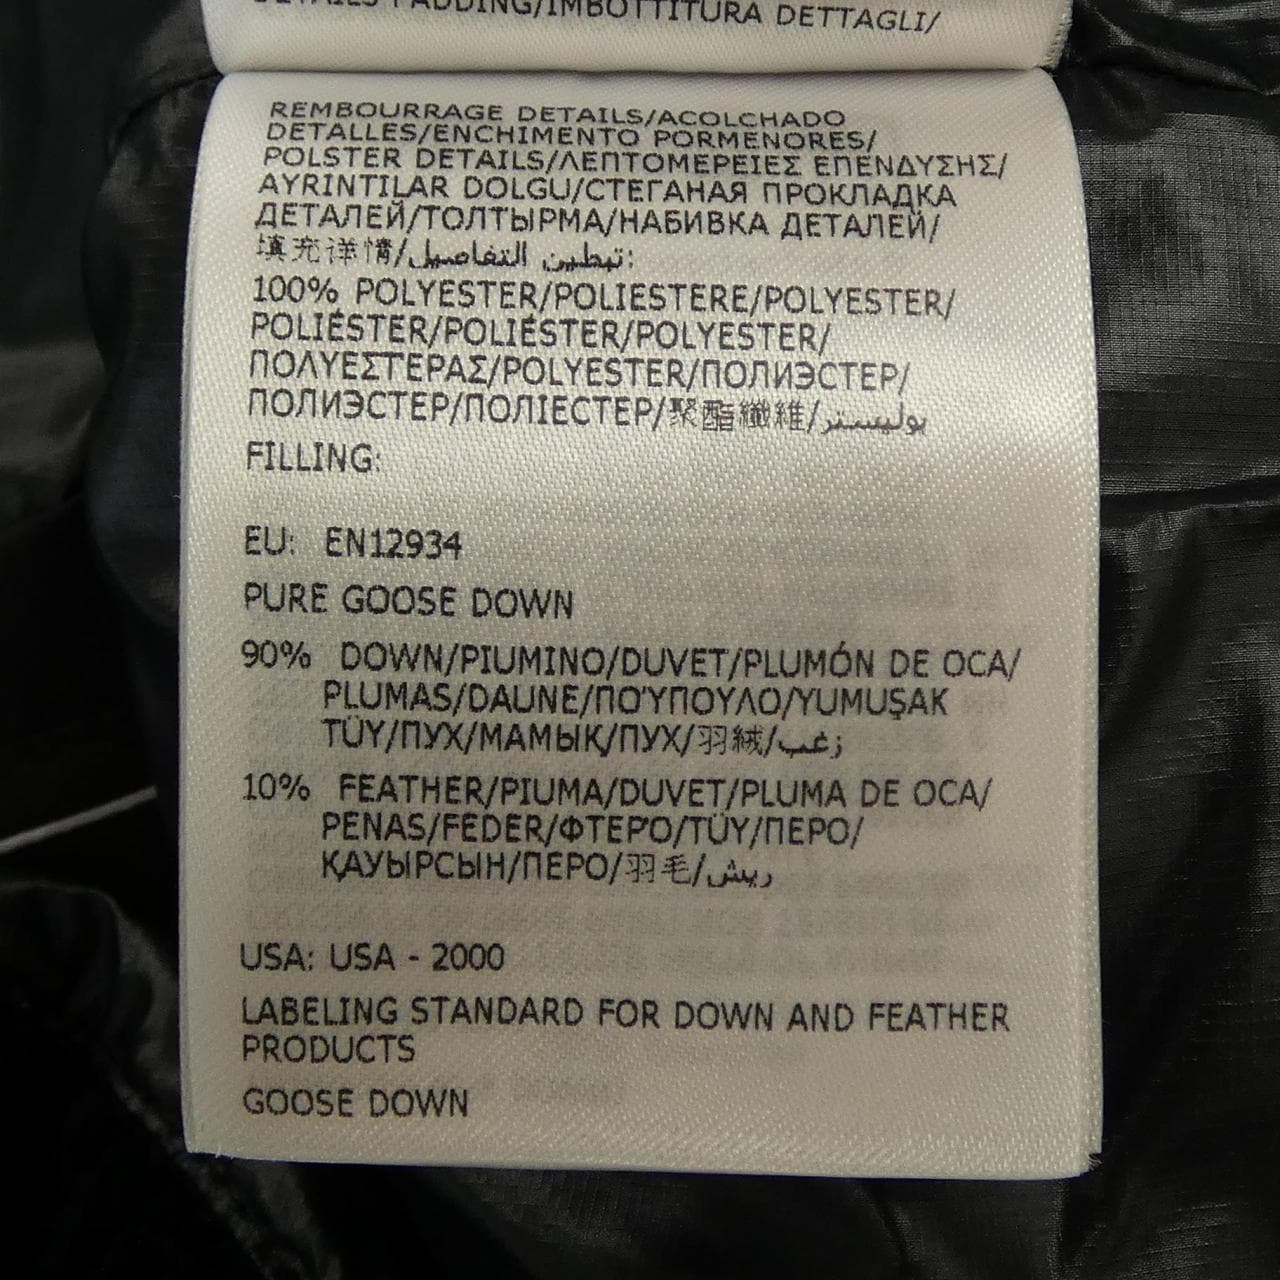 DETAILS PADDING/IMBOTTITURA DETTAGLI/
REMBOURRAGE DETAILS/ACOLCHADO
DETALLES/ENCHIMENTO PORMENORES/
POLSTER DETAILS/ΛΕΠΤΟΜΕΡΕΙΕΣ ΕΠΕΝΔΥΣΗΣ/
AYRINTILAR DOLGU/СТЕГАНАЯ ПРОКЛАДКА
ДЕТАЛЕЙ/ТОЛТЫРМА/НАБИВКА ДЕТАЛЕЙ/
填充详情/تبطين التفاصيل:
100% POLYESTER/POLIESTERE/POLYESTER/
POLIÉSTER/POLIÉSTER/POLYESTER/
ΠΟΛΥΕΣΤΕΡΑΣ/POLYESTER/ПОЛИЭСТЕР/
ПОЛИЭСТЕР/ПОЛІЕСТЕР/聚酯纖維/بوليستر
FILLING:
EU: EN12934
PURE GOOSE DOWN
90% DOWN/PIUMINO/DUVET/PLUMÓN DE OCA/
PLUMAS/DAUNE/ΠΟΎΠΟΥΛΟ/YUMUŞAK
TÜY/ПУХ/МАМЫҚ/ПУХ/羽絨/زغب
10% FEATHER/PIUMA/DUVET/PLUMA DE OCA/
PENAS/FEDER/ΦΤΕΡΌ/TÜY/ПЕРО/
ҚАУЫРСЫН/ПЕРО/羽毛/ريش
USA: USA - 2000
LABELING STANDARD FOR DOWN AND FEATHER
PRODUCTS
GOOSE DOWN